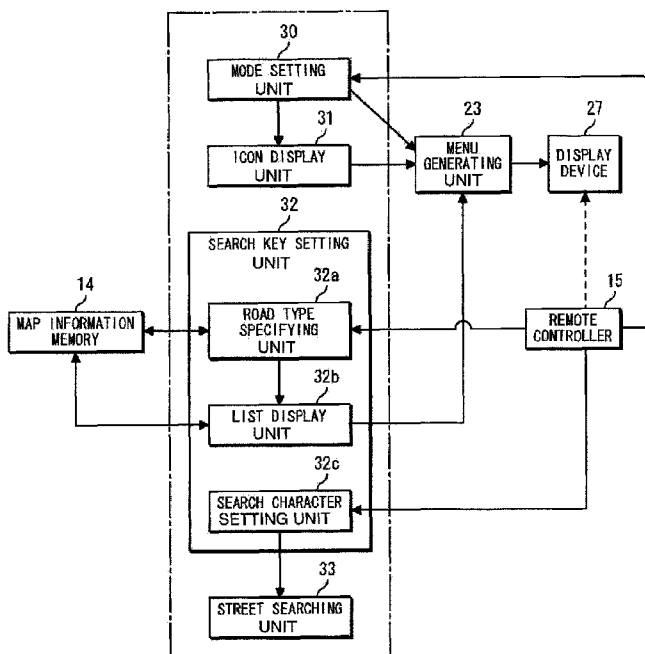 30
MODE SETTING
UNIT
31
ICON DISPLAY
UNIT
23
MENU
GENERATING
UNIT
27
DISPLAY
DEVICE
32
SEARCH KEY SETTING
UNIT
32a
ROAD TYPE
SPECIFYING
UNIT
14
MAP INFORMATION
MEMORY
15
REMOTE
CONTROLLER
32b
LIST DISPLAY
UNIT
32c
SEARCH CHARACTER
SETTING UNIT
33
STREET SEARCHING
UNIT